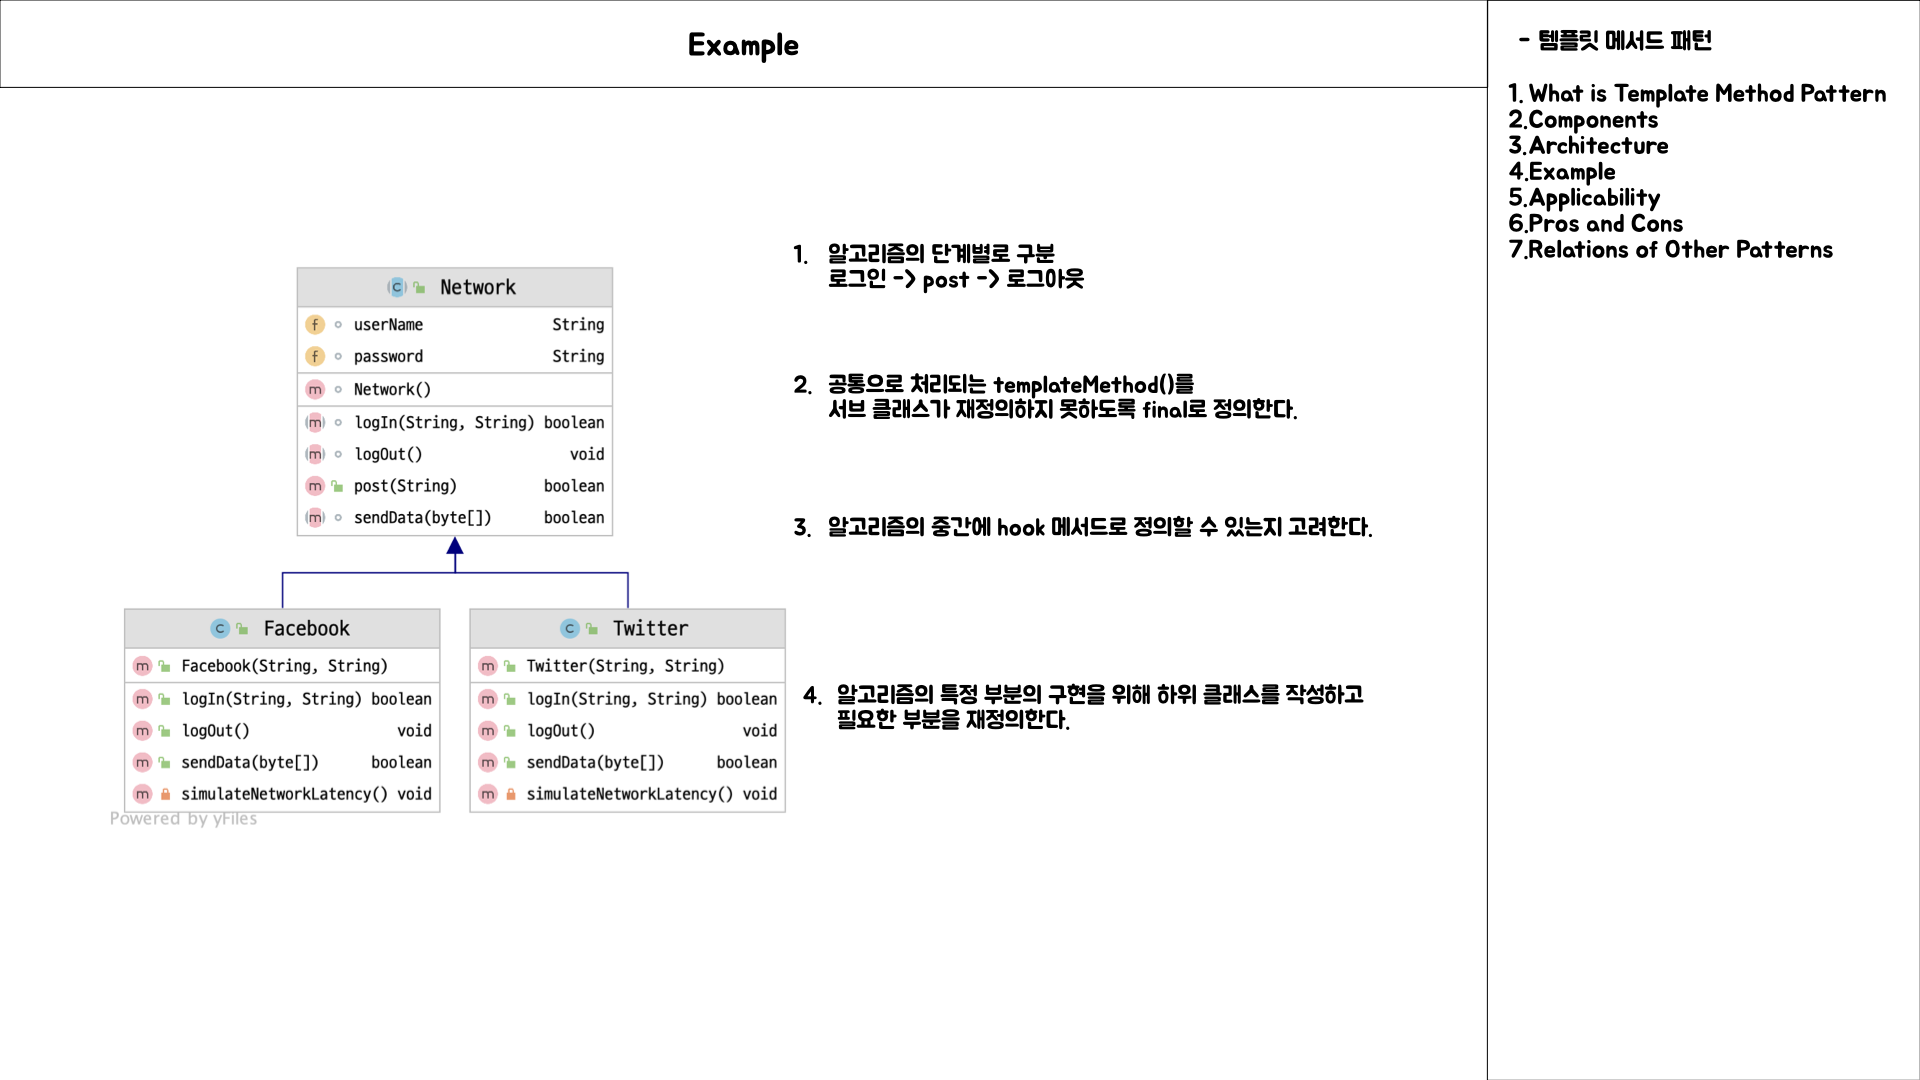 Example
- 템플릿 메서드 패턴
1. What is Template Method Pattern
2.Components
3.Architecture
4.Example
5.Applicability
6.Pros and Cons
7.Relations of Other Patterns
C Network
f userName String
f password String
m Network()
m logIn(String, String) boolean
m logOut() void
m post(String) boolean
m sendData(byte[]) boolean
C Facebook
m Facebook(String, String)
m logIn(String, String) boolean
m logOut() void
m sendData(byte[]) boolean
m simulateNetworkLatency() void
C Twitter
m Twitter(String, String)
m logIn(String, String) boolean
m logOut() void
m sendData(byte[]) boolean
m simulateNetworkLatency() void
Powered by yFiles
1. 알고리즘의 단계별로 구분
로그인 -> post -> 로그아웃
2. 공통으로 처리되는 templateMethod()를
서브 클래스가 재정의하지 못하도록 final로 정의한다.
3. 알고리즘의 중간에 hook 메서드로 정의할 수 있는지 고려한다.
4. 알고리즘의 특정 부분의 구현을 위해 하위 클래스를 작성하고
필요한 부분을 재정의한다.